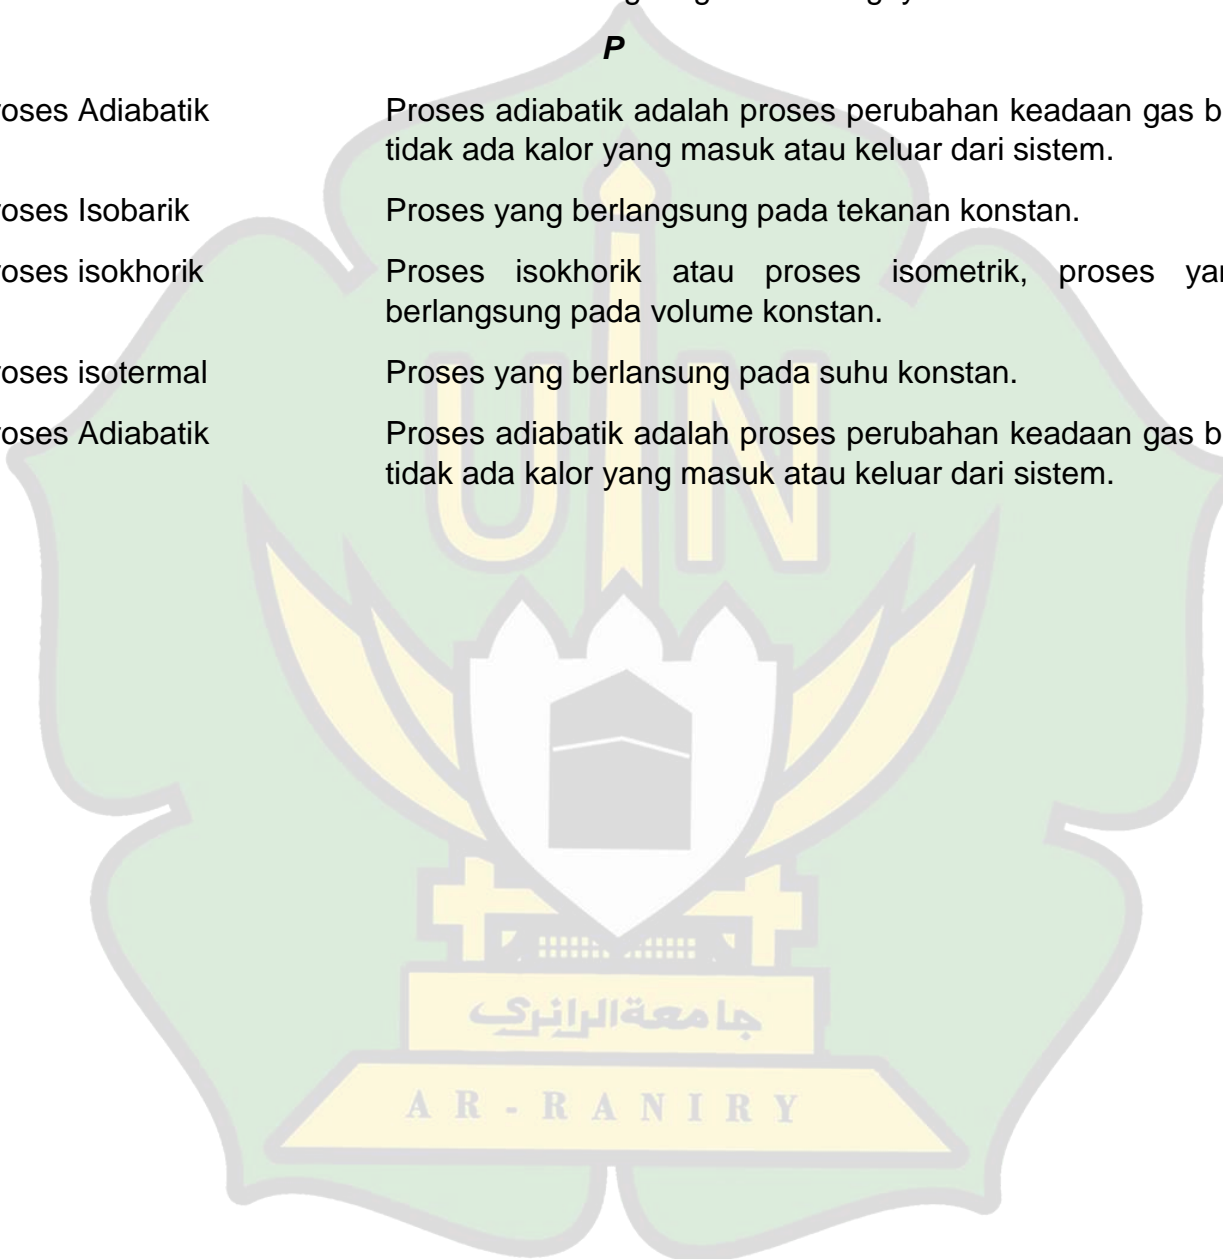 P
roses Adiabatik Proses adiabatik adalah proses perubahan keadaan gas b
tidak ada kalor yang masuk atau keluar dari sistem.
roses Isobarik Proses yang berlangsung pada tekanan konstan.
roses isokhorik Proses isokhorik atau proses isometrik, proses yan
berlangsung pada volume konstan.
roses isotermal Proses yang berlansung pada suhu konstan.
roses Adiabatik Proses adiabatik adalah proses perubahan keadaan gas b
tidak ada kalor yang masuk atau keluar dari sistem.
UIN
جامعة الرانري
AR-RANIRY